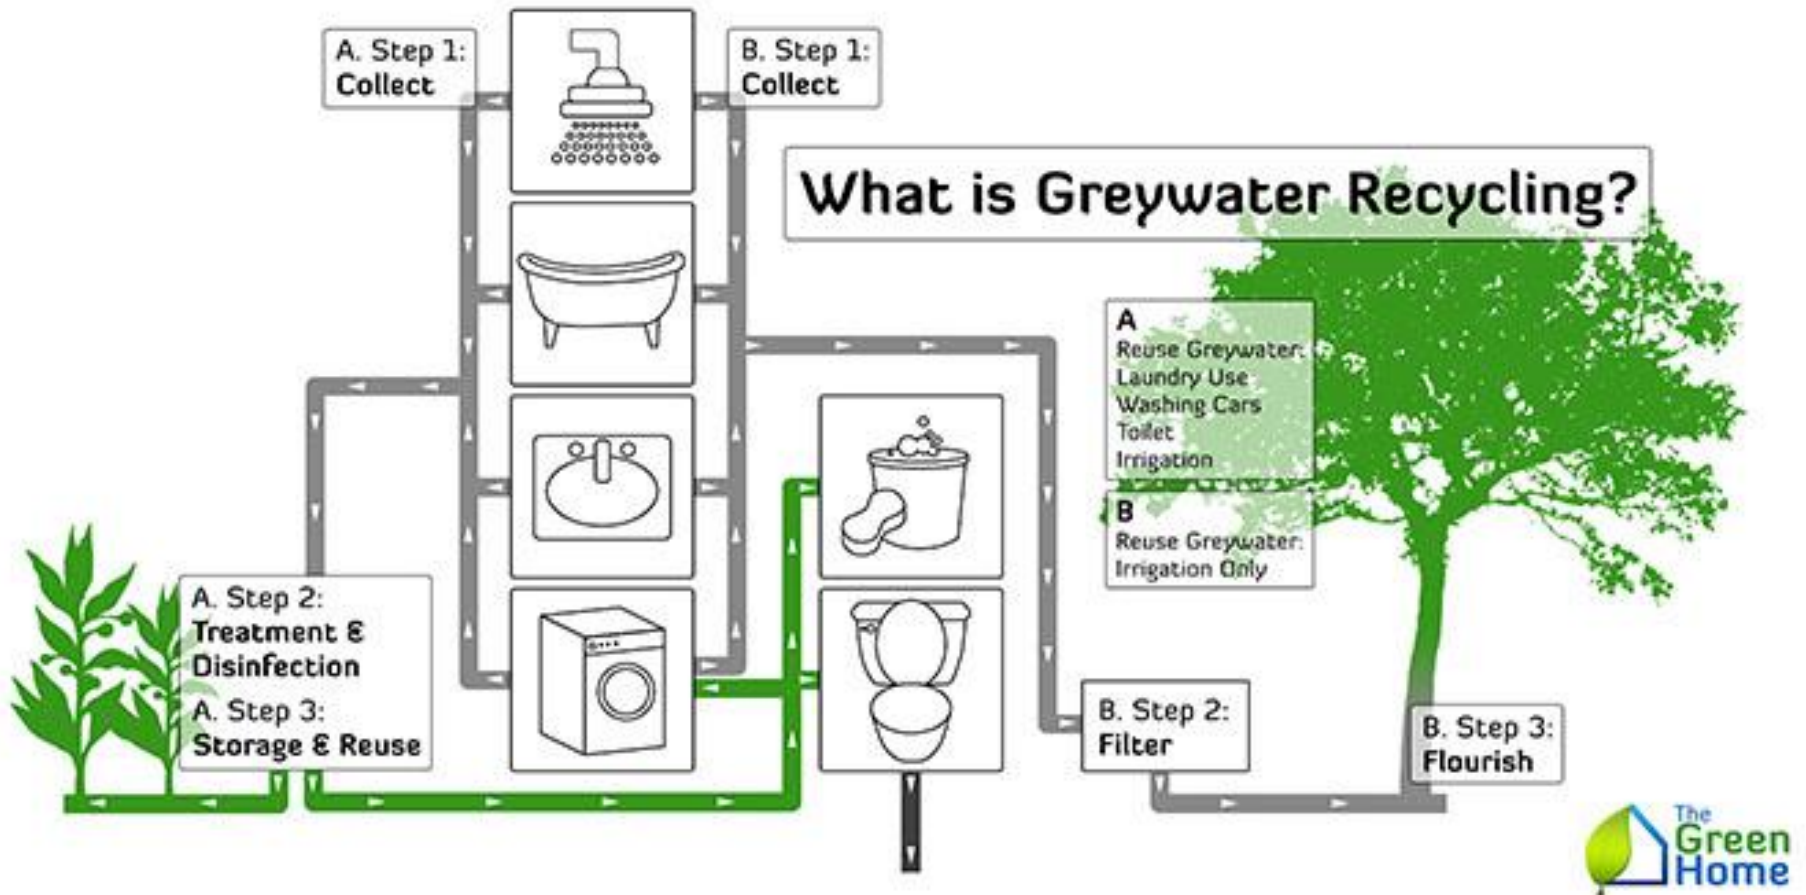 A. Step 1:
Collect
B. Step 1:
Collect
What is Greywater Recycling?
A
Reuse Greywater:
Laundry Use
Washing Cars
Toilet
Irrigation
B
Reuse Greywater:
Irrigation Only
A. Step 2:
Treatment &
Disinfection
A. Step 3:
Storage & Reuse
B. Step 2:
Filter
B. Step 3:
Flourish
The
Green
Home